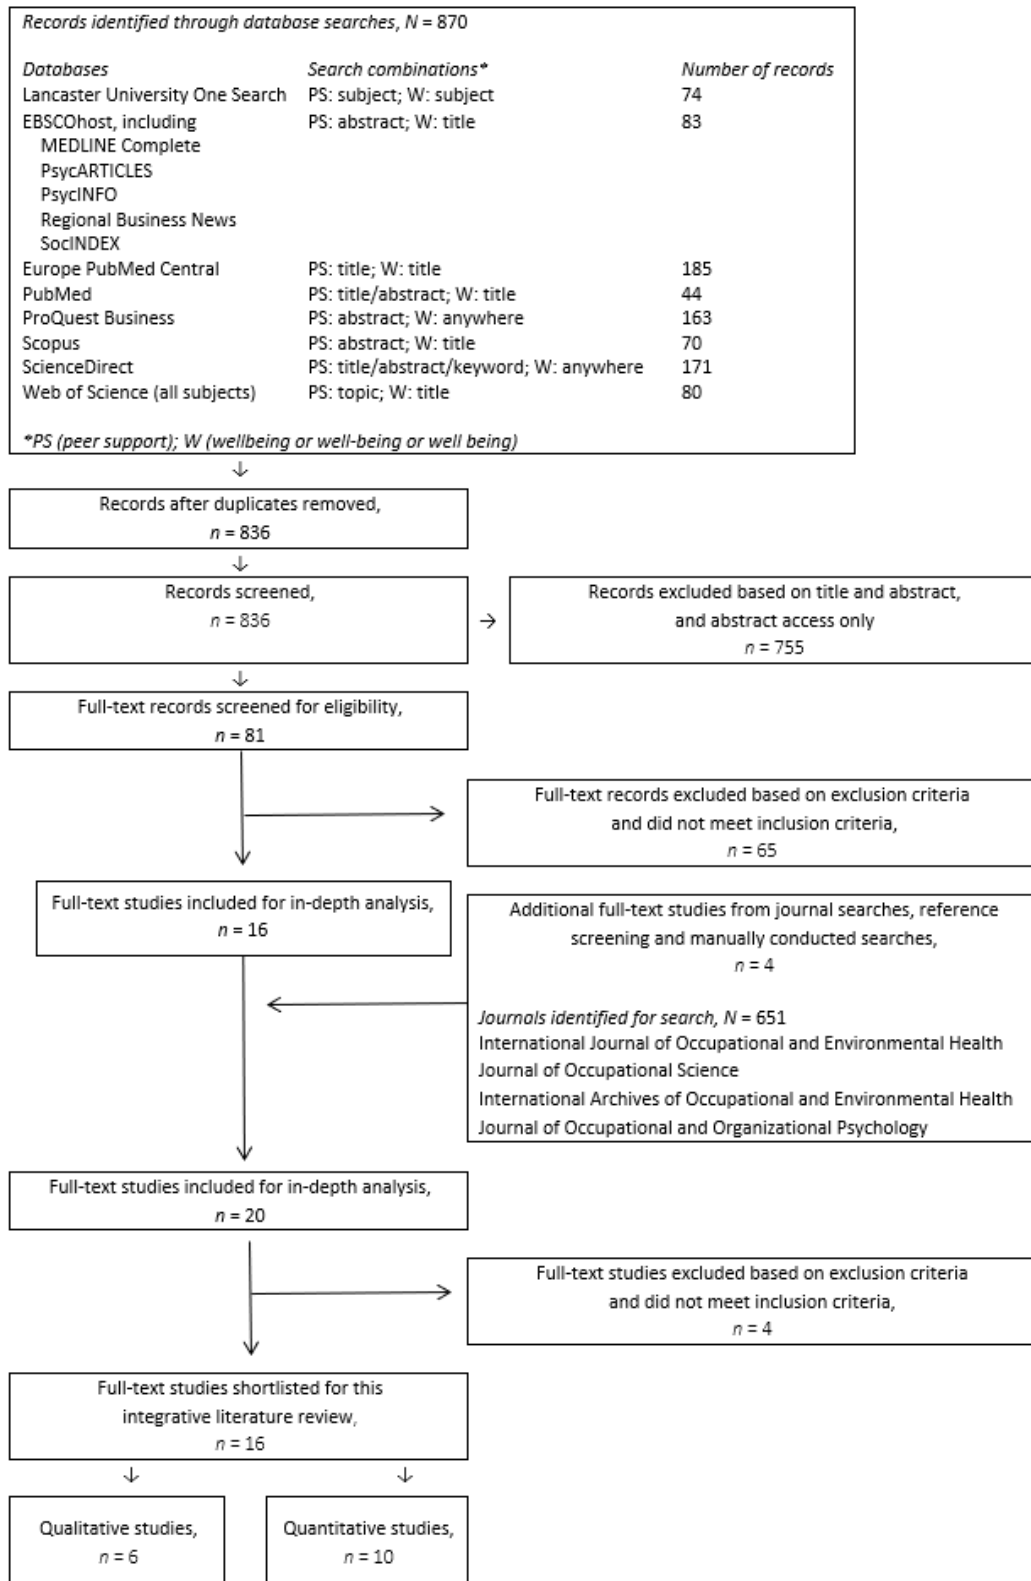 Records identified through database searches, N = 870
Databases Search combinations* Number of records
Lancaster University One Search PS: subject; W: subject 74
EBSCOhost, including PS: abstract; W: title 83
MEDLINE Complete
PsycARTICLES
PsycINFO
Regional Business News
SocINDEX
Europe PubMed Central PS: title; W: title 185
PubMed PS: title/abstract; W: title 44
ProQuest Business PS: abstract; W: anywhere 163
Scopus PS: abstract; W: title 70
ScienceDirect PS: title/abstract/keyword; W: anywhere 171
Web of Science (all subjects) PS: topic; W: title 80
*PS (peer support); W (wellbeing or well-being or well being)
Records after duplicates removed,
n = 836
Records screened,
n = 836
Records excluded based on title and abstract,
and abstract access only
n = 755
Full-text records screened for eligibility,
n = 81
Full-text records excluded based on exclusion criteria
and did not meet inclusion criteria,
n = 65
Full-text studies included for in-depth analysis,
n = 16
Additional full-text studies from journal searches, reference
screening and manually conducted searches,
n = 4
Journals identified for search, N = 651
International Journal of Occupational and Environmental Health
Journal of Occupational Science
International Archives of Occupational and Environmental Health
Journal of Occupational and Organizational Psychology
Full-text studies included for in-depth analysis,
n = 20
Full-text studies excluded based on exclusion criteria
and did not meet inclusion criteria,
n = 4
Full-text studies shortlisted for this
integrative literature review,
n = 16
Qualitative studies,
n = 6
Quantitative studies,
n = 10